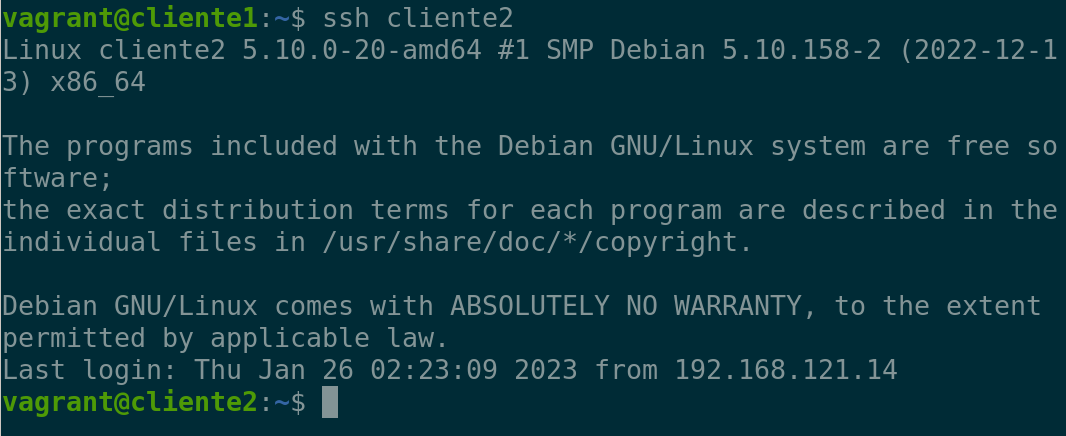 vagrant@cliente1:~$ ssh cliente2
Linux cliente2 5.10.0-20-amd64 #1 SMP Debian 5.10.158-2 (2022-12-1
3) x86_64
The programs included with the Debian GNU/Linux system are free so
ftware;
the exact distribution terms for each program are described in the
individual files in /usr/share/doc/*/copyright.
Debian GNU/Linux comes with ABSOLUTELY NO WARRANTY, to the extent
permitted by applicable law.
Last login: Thu Jan 26 02:23:09 2023 from 192.168.121.14
vagrant@cliente2:~$